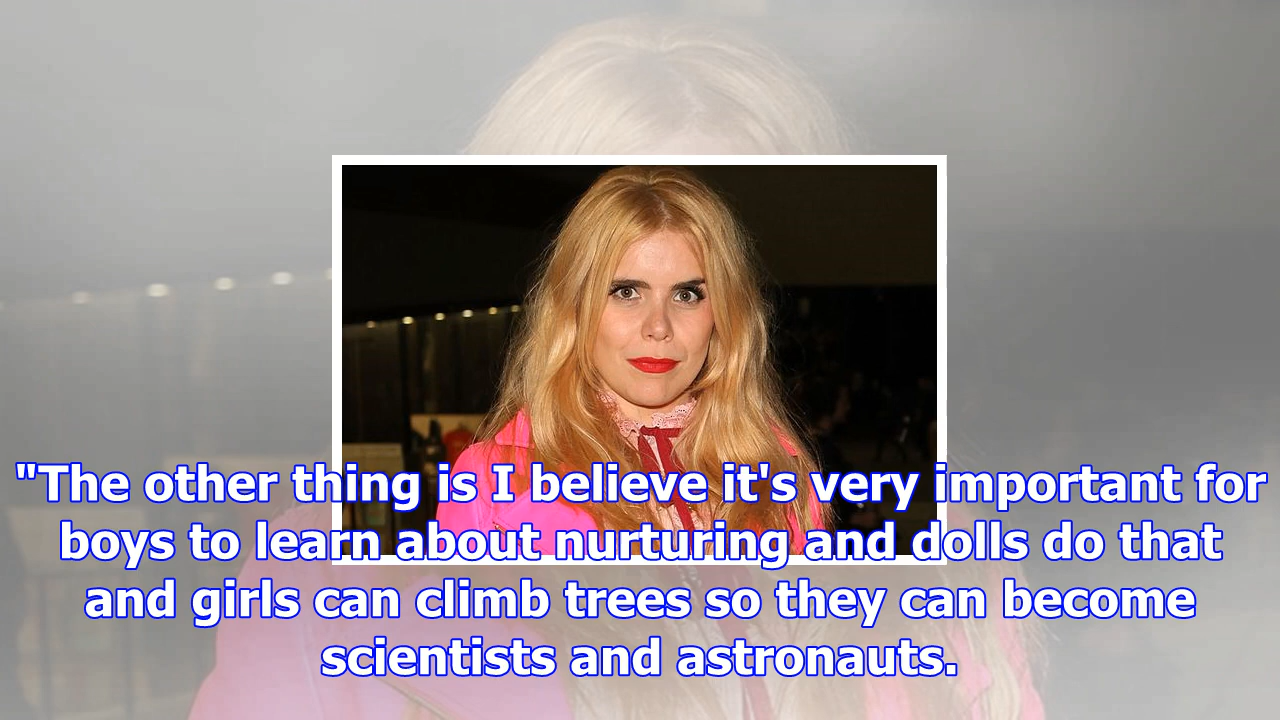 "The other thing is I believe it's very important for
boys to learn about nurturing and dolls do that
and girls can climb trees so they can become
scientists and astronauts.